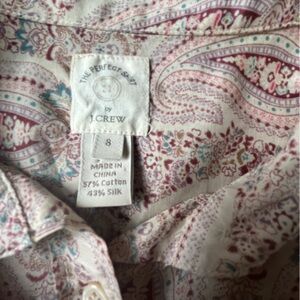 THE PERFECT SHIRT
by
J.CREW
8
MADE IN
CHINA
57% Cotton
43% Silk